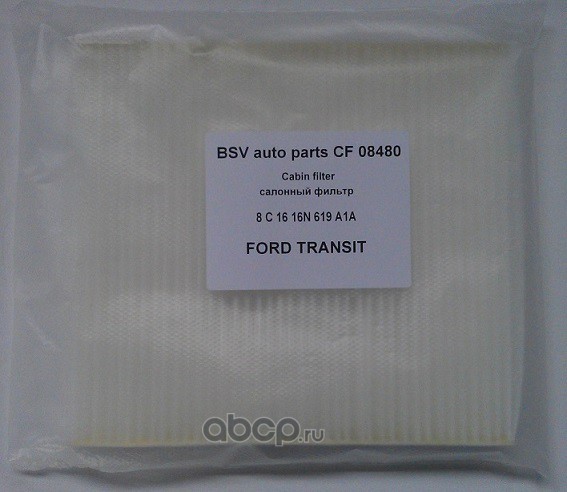 BSV auto parts CF 08480
Cabin filter
салонный фильтр
8 C 16 16N 619 A1A
FORD TRANSIT
abcp.ru